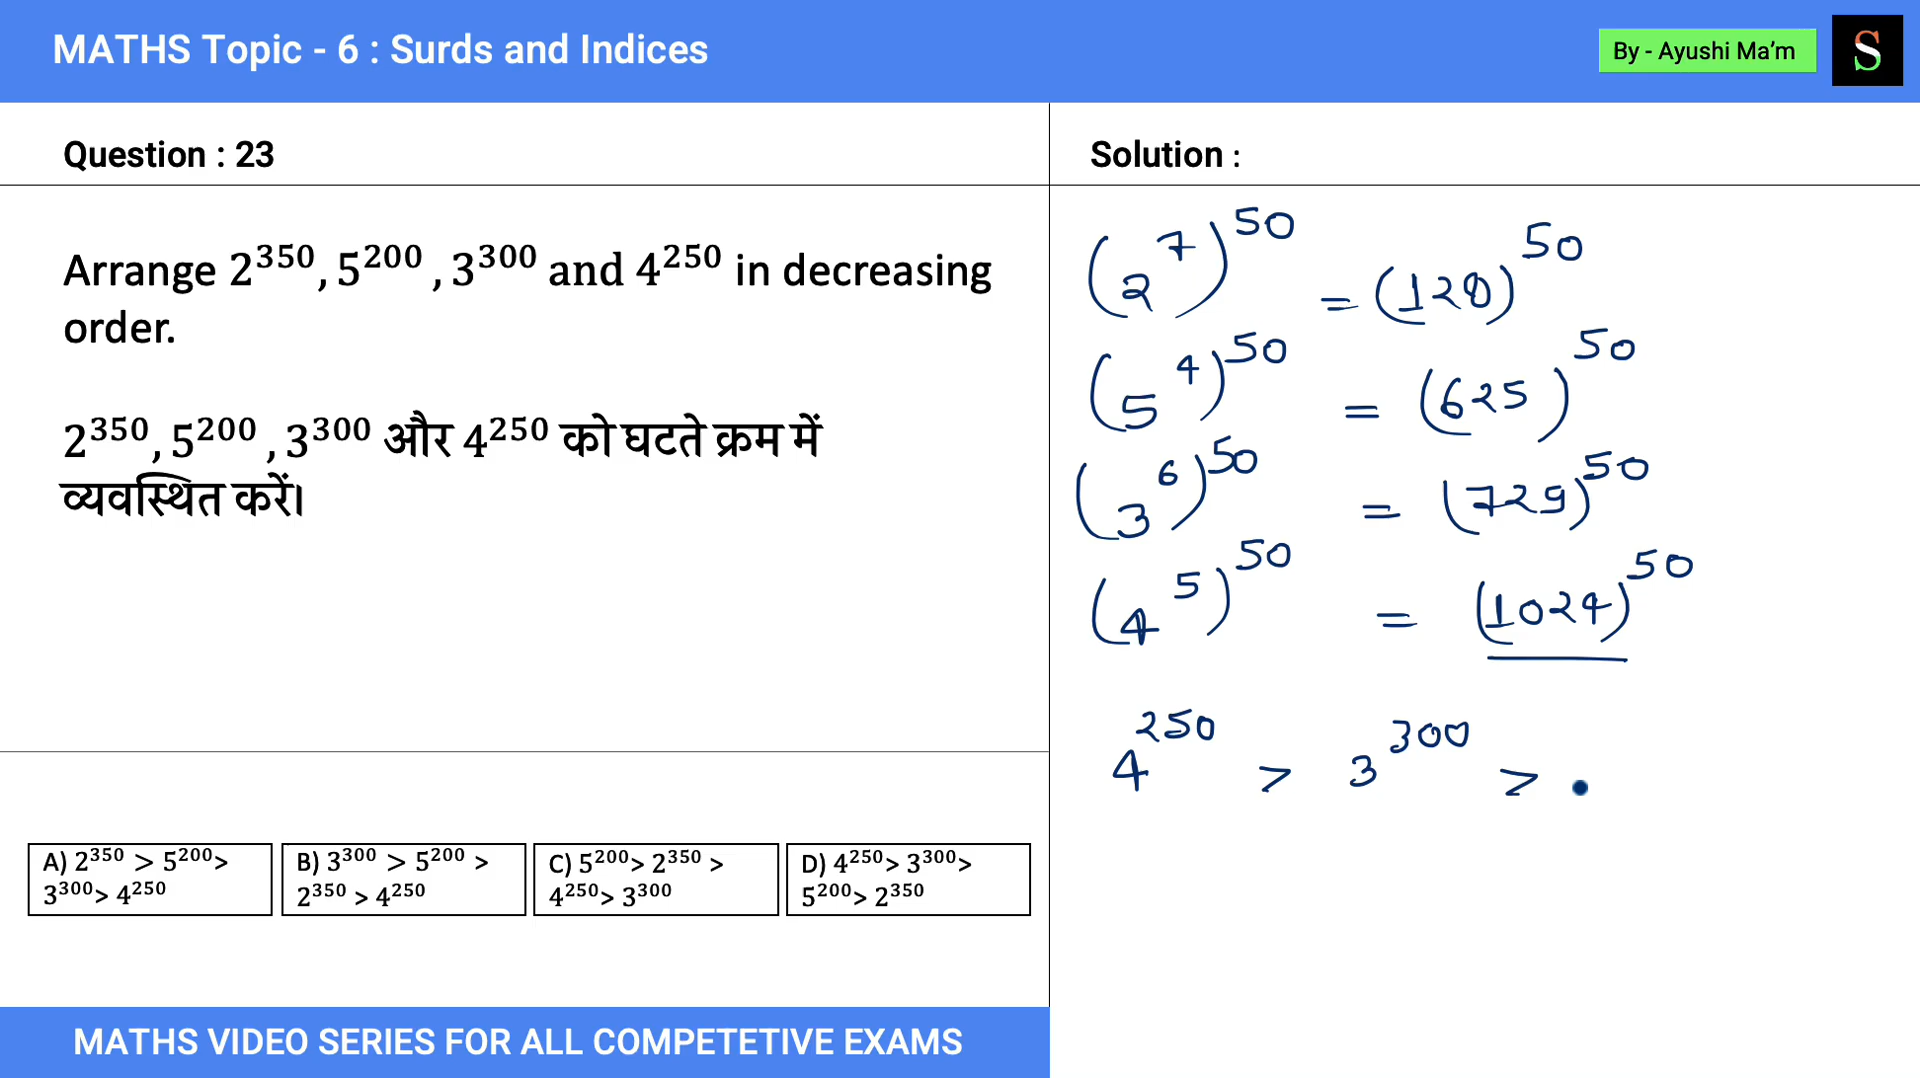 MATHS Topic - 6 : Surds and Indices
By - Ayushi Ma’m
S
Question : 23
Arrange 2³⁵⁰, 5²⁰⁰, 3³⁰⁰ and 4²⁵⁰ in decreasing
order.
2³⁵⁰, 5²⁰⁰, 3³⁰⁰ और 4²⁵⁰ को घटते क्रम में
व्यवस्थित करें।
A) 2³⁵⁰ > 5²⁰⁰>
3³⁰⁰> 4²⁵⁰
B) 3³⁰⁰ > 5²⁰⁰ >
2³⁵⁰ > 4²⁵⁰
C) 5²⁰⁰> 2³⁵⁰ >
4²⁵⁰> 3³⁰⁰
D) 4²⁵⁰> 3³⁰⁰>
5²⁰⁰> 2³⁵⁰
MATHS VIDEO SERIES FOR ALL COMPETETIVE EXAMS
Solution :
(2⁷)⁵⁰ = (128)⁵⁰
(5⁴)⁵⁰ = (625)⁵⁰
(3⁶)⁵⁰ = (729)⁵⁰
(4⁵)⁵⁰ = (1024)⁵⁰
4²⁵⁰ > 3³⁰⁰ >